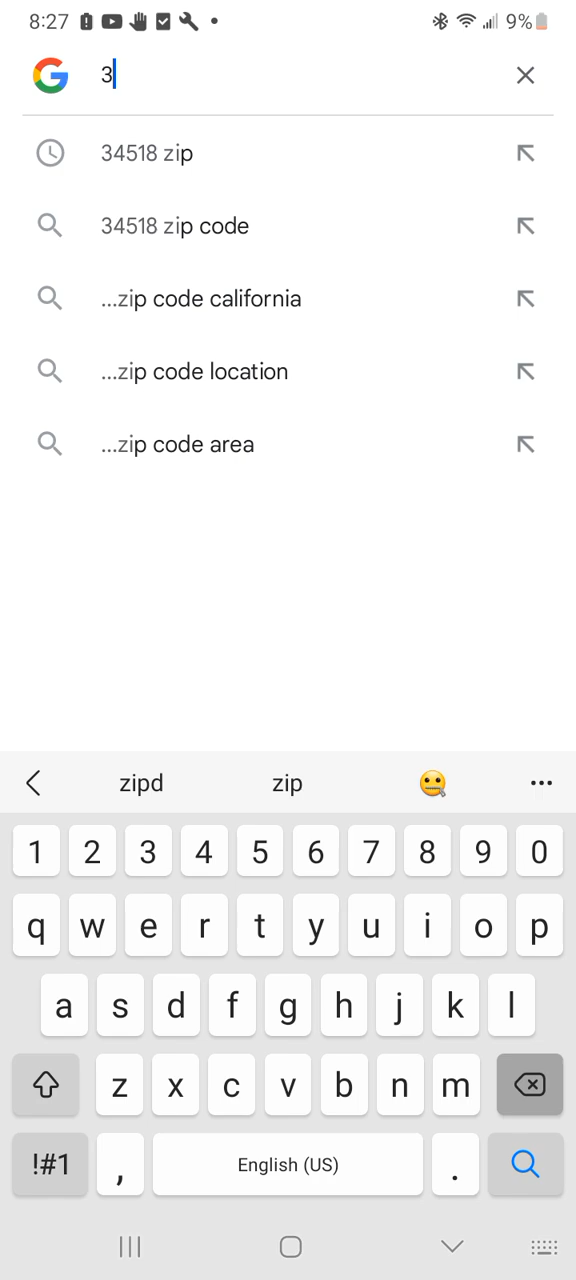 8:27 9%
3
34518 zip
34518 zip code
...zip code california
...zip code location
...zip code area
zipd zip
1 2 3 4 5 6 7 8 9 0
q w e r t y u i o p
a s d f g h j k l
z x c v b n m
!#1 , English (US) .